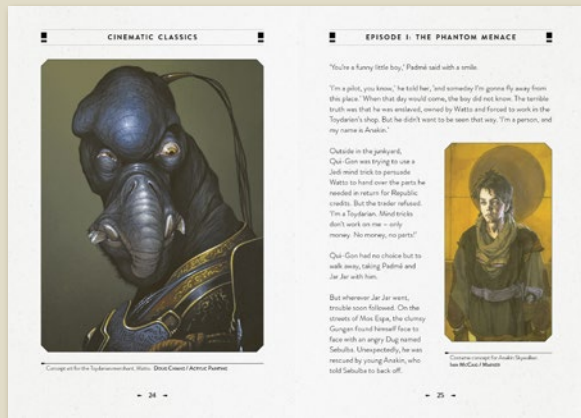 CINEMATIC CLASSICS
Concept art for the Toydarian merchant, Watto. DOUG CHIANG / ACRYLIC PAINTING
24
EPISODE I: THE PHANTOM MENACE
'You're a funny little boy,' Padmé said with a smile.
'I'm a pilot, you know,' he told her, 'and someday I'm gonna fly away from
this place.' When that day would come, the boy did not know. The terrible
truth was that he was enslaved, owned by Watto and forced to work in the
Toydarian's shop. But he didn't want to be seen that way. 'I'm a person, and
my name is Anakin.'
Outside in the junkyard,
Qui-Gon was trying to use a
Jedi mind trick to persuade
Watto to hand over the parts he
needed in return for Republic
credits. But the trader refused.
'I'm a Toydarian. Mind tricks
don't work on me – only
money. No money, no parts!'
Qui-Gon had no choice but to
walk away, taking Padmé and
Jar Jar with him.
But wherever Jar Jar went,
trouble soon followed. On the
streets of Mos Espa, the clumsy
Gungan found himself face to
face with an angry Dug named
Sebulba. Unexpectedly, he was
rescued by young Anakin, who
told Sebulba to back off.
Costume concept for Anakin Skywalker.
IAIN MCCAIG / MARKER
25